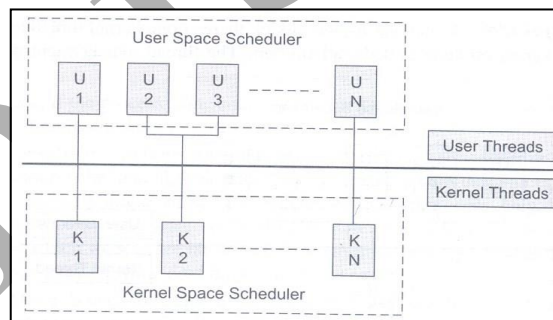 User Space Scheduler
U U U U
1 2 3 N
User Threads
Kernel Threads
K K K
1 2 N
Kernel Space Scheduler